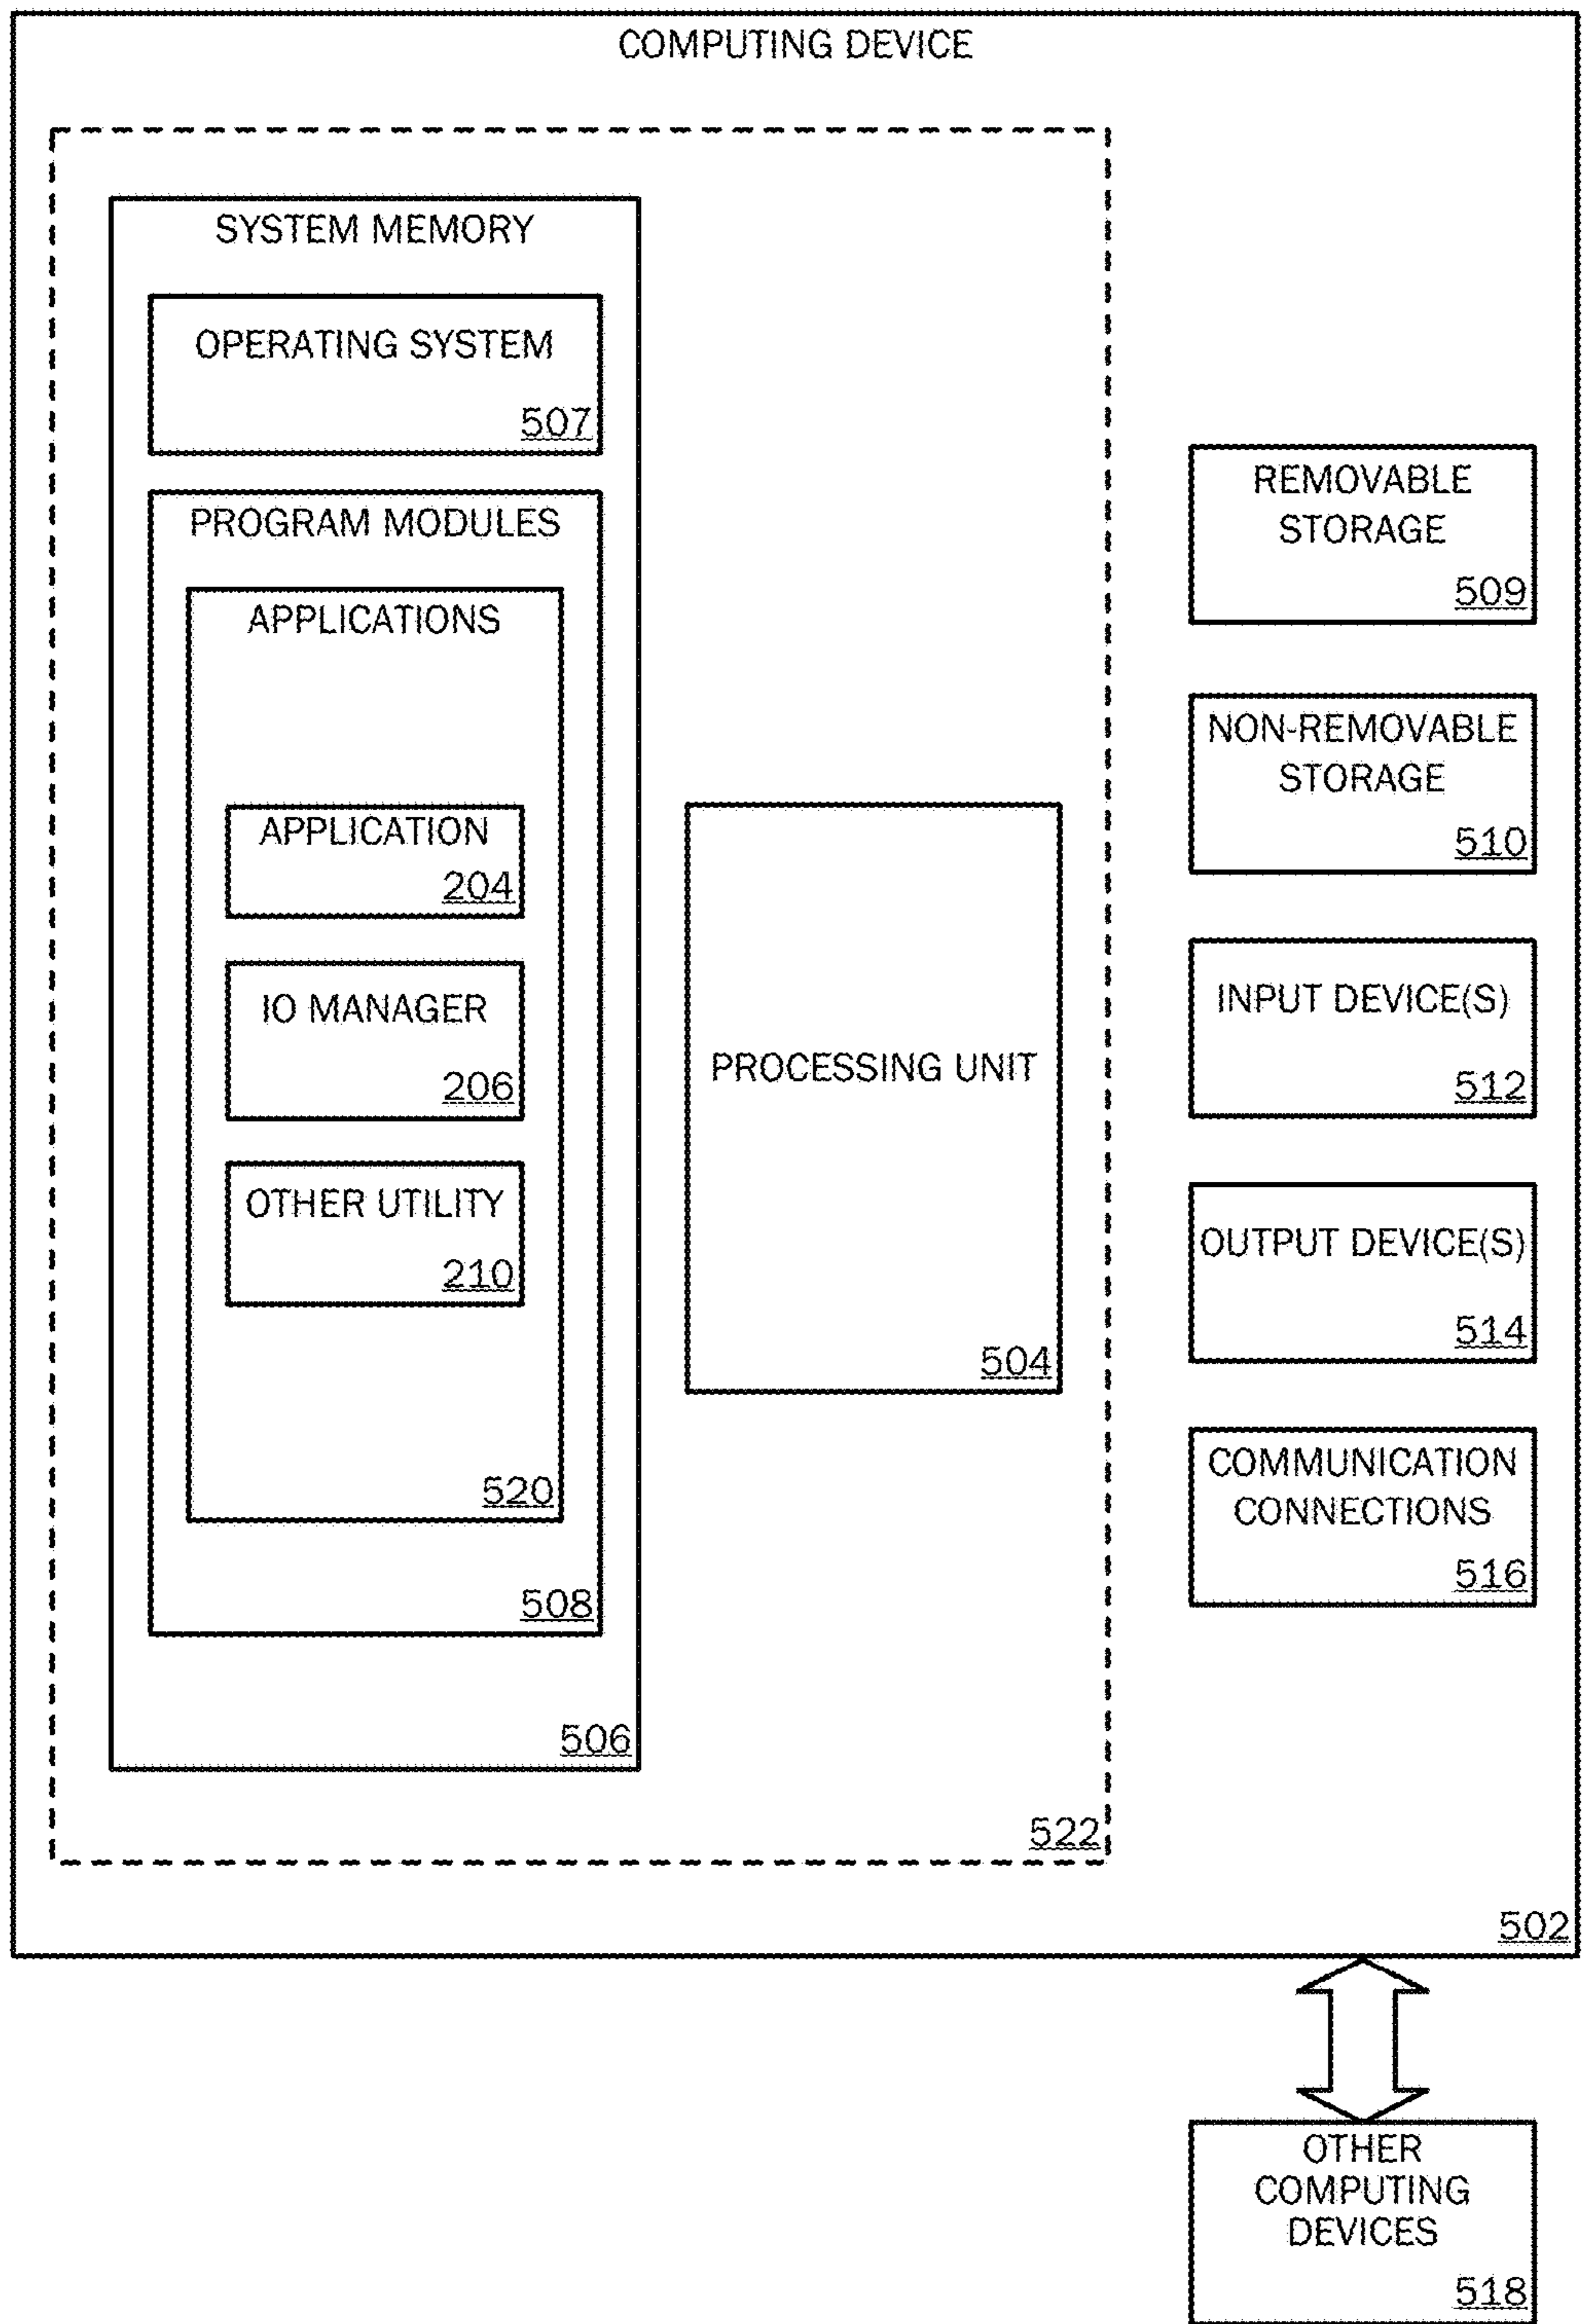 COMPUTING DEVICE
SYSTEM MEMORY
OPERATING SYSTEM
507
PROGRAM MODULES
APPLICATIONS
APPLICATION
204
IO MANAGER
206
OTHER UTILITY
210
520
508
506
PROCESSING UNIT
504
522
REMOVABLE
STORAGE
509
NON-REMOVABLE
STORAGE
510
INPUT DEVICE(S)
512
OUTPUT DEVICE(S)
514
COMMUNICATION
CONNECTIONS
516
502
OTHER
COMPUTING
DEVICES
518